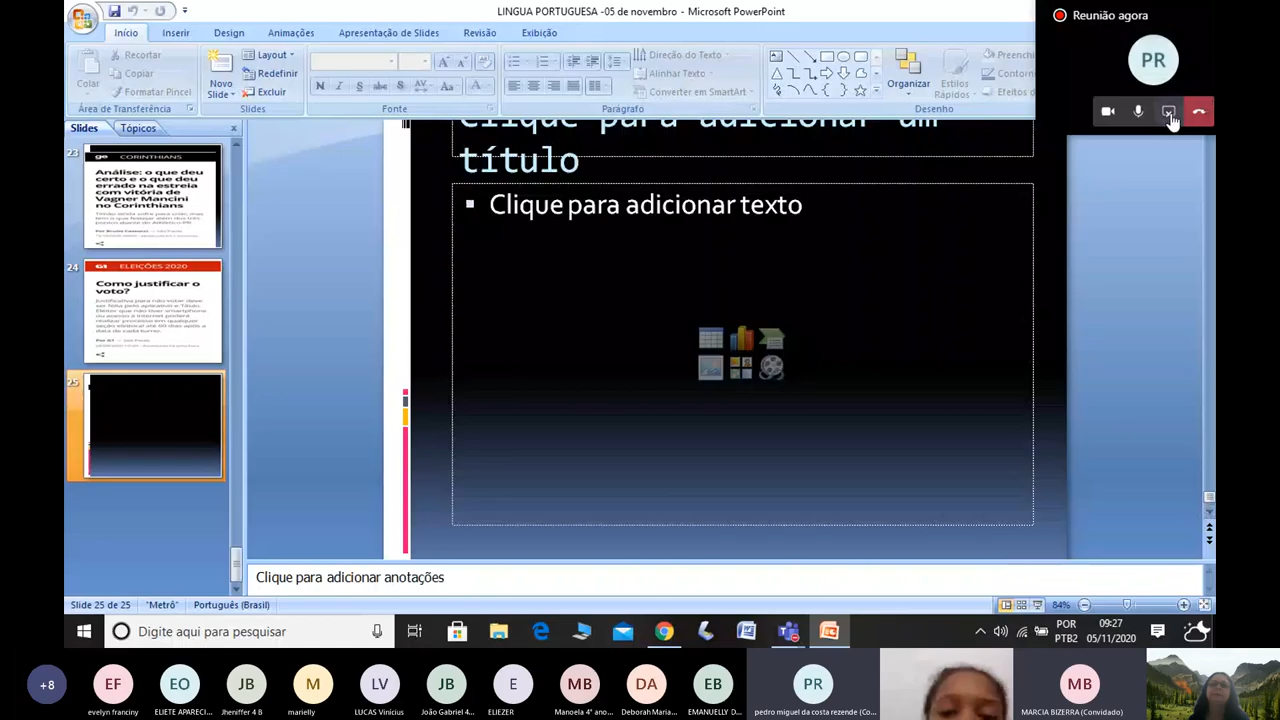 LINGUA PORTUGUESA -05 de novembro - Microsoft PowerPoint
Reunião agora
PR
Início Inserir Design Animações Apresentação de Slides Revisão Exibição
Colar
Recortar
Copiar
Formatar Pincel
Área de Transferência
Novo
Slide
Layout
Redefinir
Excluir
Slides
Fonte
Direção do Texto
Alinhar Texto
Converter em SmartArt
Parágrafo
Organizar
Estilos
Rápidos
Desenho
Slides Tópicos
23
ge CORINTHIANS
Análise: o que deu
certo e o que deu
errado na estreia
com vitória de
Vagner Mancini
no Corinthians
24
G1 ELEIÇÕES 2020
Como justificar o
voto?
25
Clique para adicionar um
título
Clique para adicionar texto
Clique para adicionar anotações
Slide 25 de 25 "Metrô" Português (Brasil) 84%
Digite aqui para pesquisar
POR
PTB2
09:27
05/11/2020
+8 EF EO JB M LV JB E MB DA EB PR MB
evelyn franciny ELIETE APARECI... Jheniffer 4 B marielly LUCAS Vinicius João Gabriel 4... ELIEZER Manoela 4° ano... Deborah Maria... EMANUELLY D... pedro miguel da costa rezende (Co... MARCIA BIZERRA (Convidado)